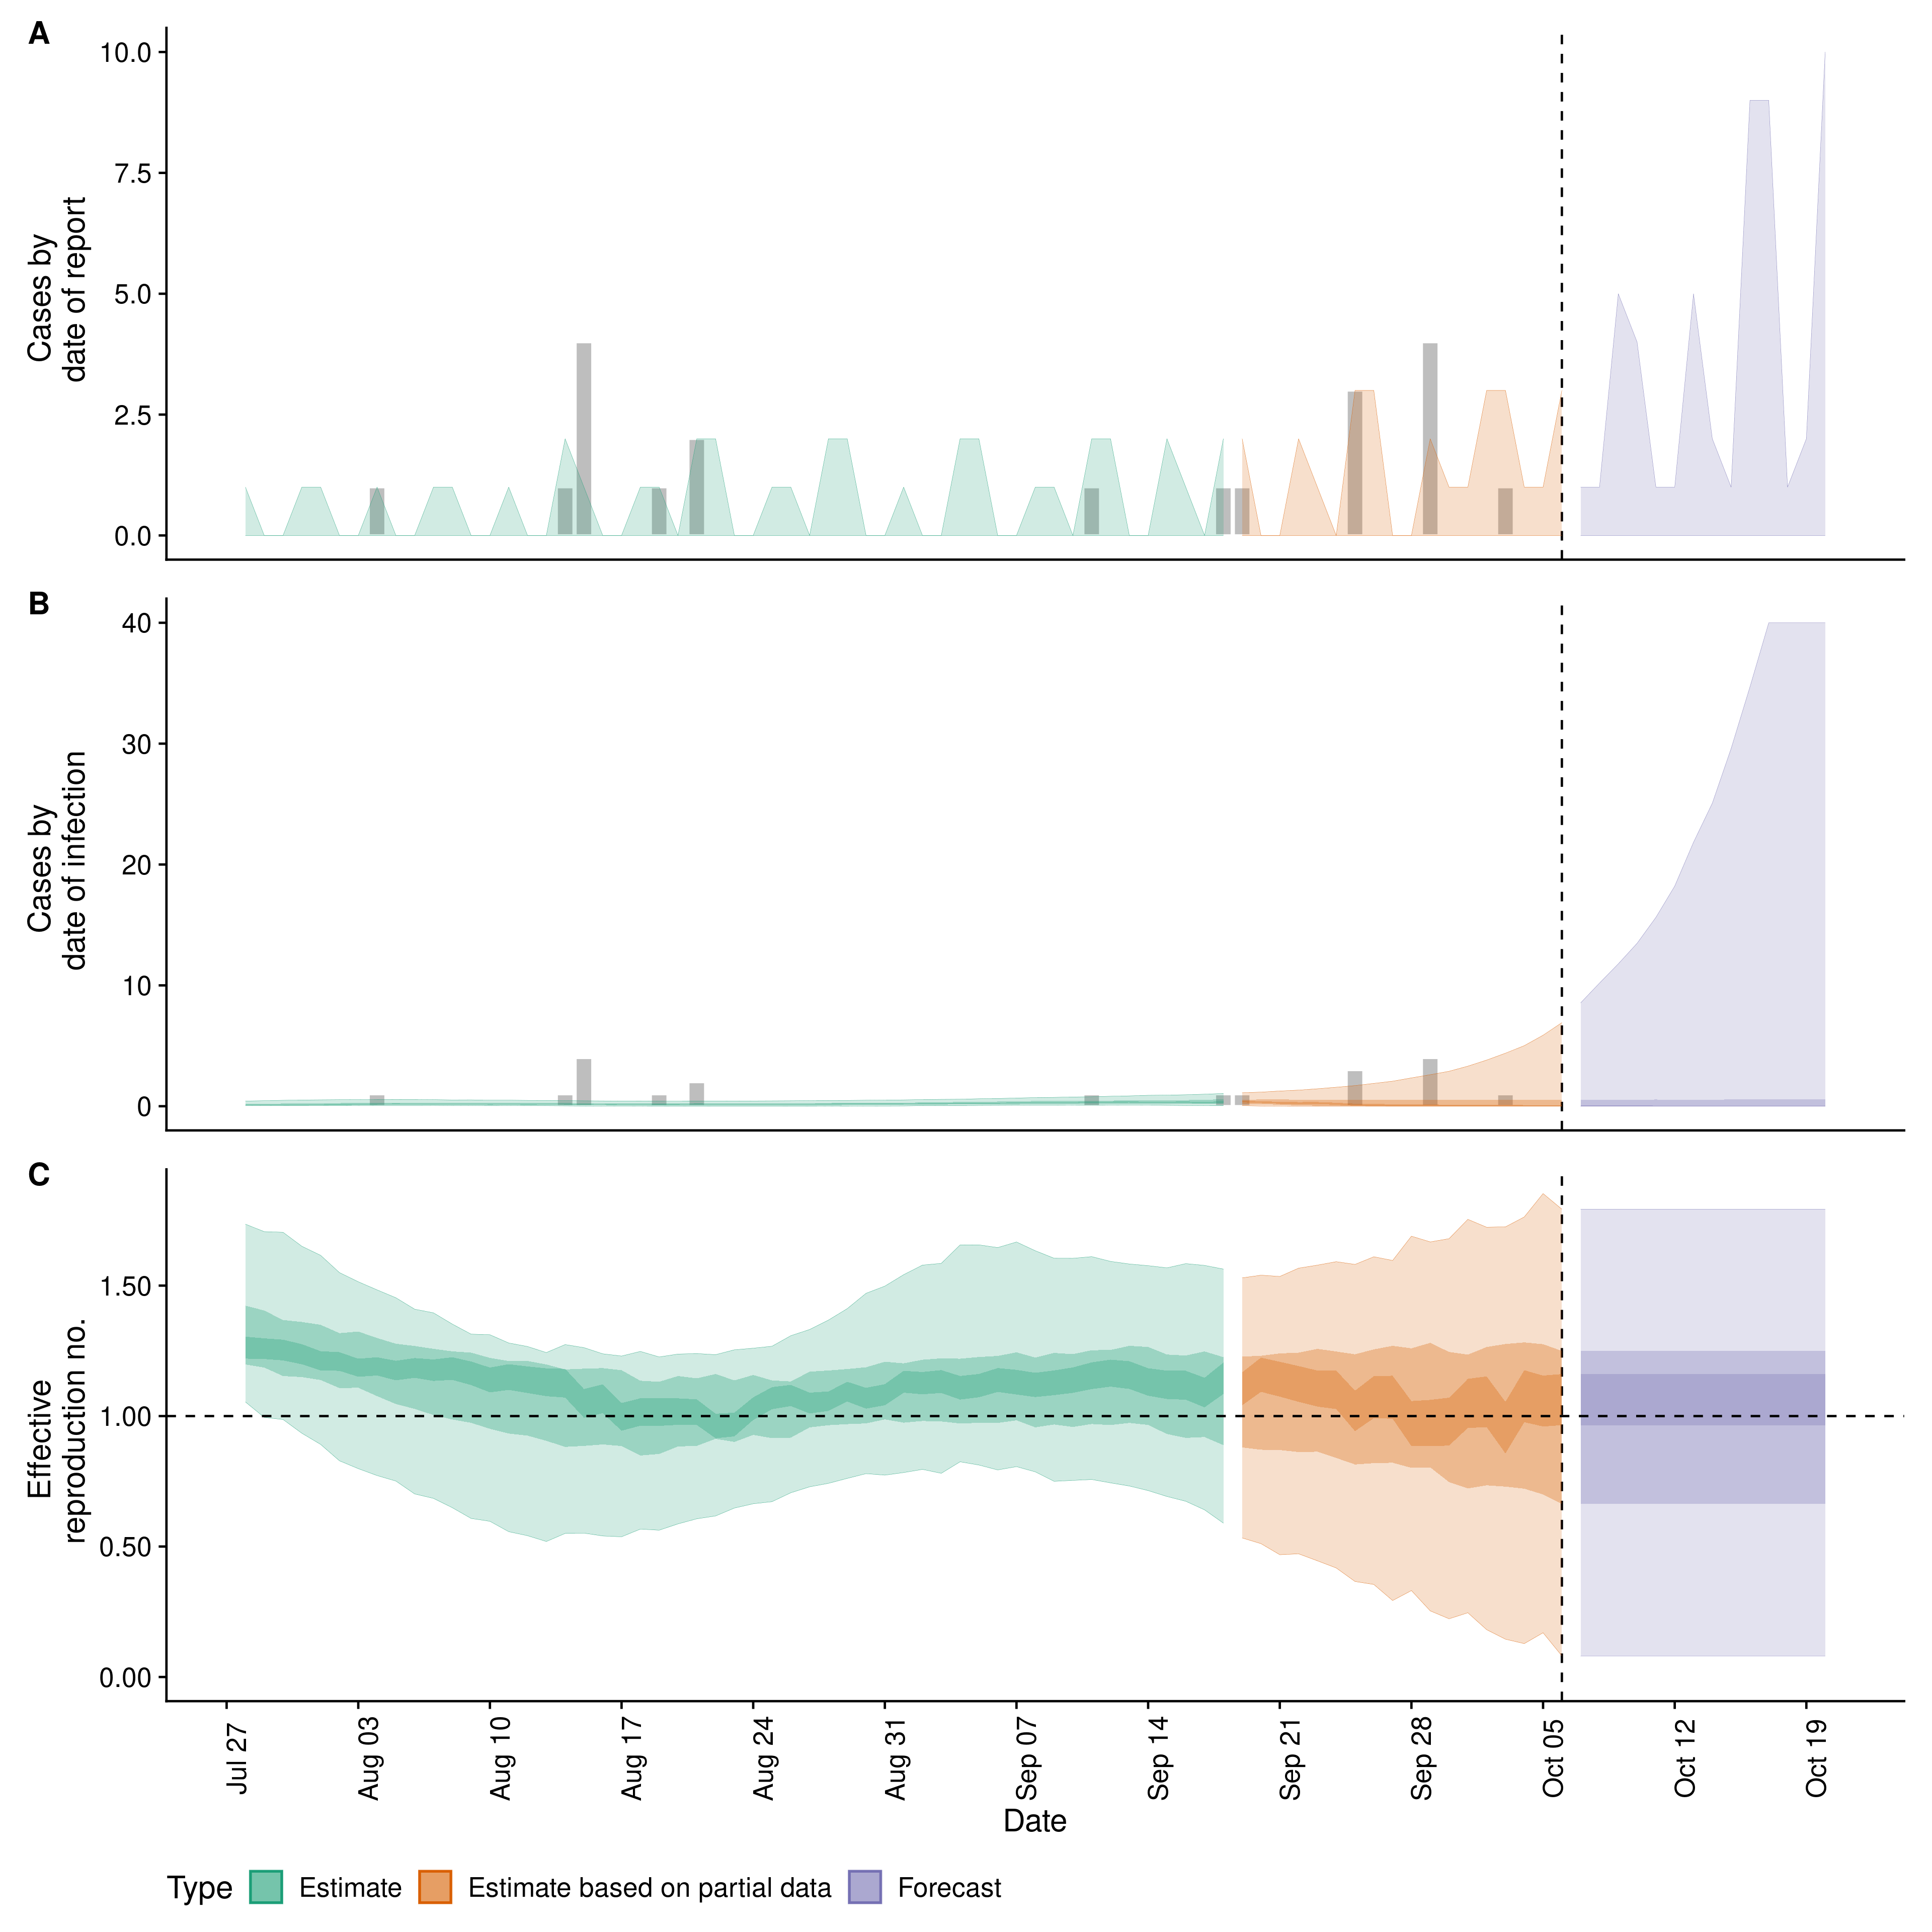 A
10.0
7.5
5.0
2.5
0.0
Cases by
date of report
B
40
30
20
10
0
Cases by
date of infection
C
1.50
1.00
0.50
0.00
Effective
reproduction no.
Jul 27
Aug 03
Aug 10
Aug 17
Aug 24
Aug 31
Sep 07
Sep 14
Sep 21
Sep 28
Oct 05
Oct 12
Oct 19
Date
Type Estimate Estimate based on partial data Forecast